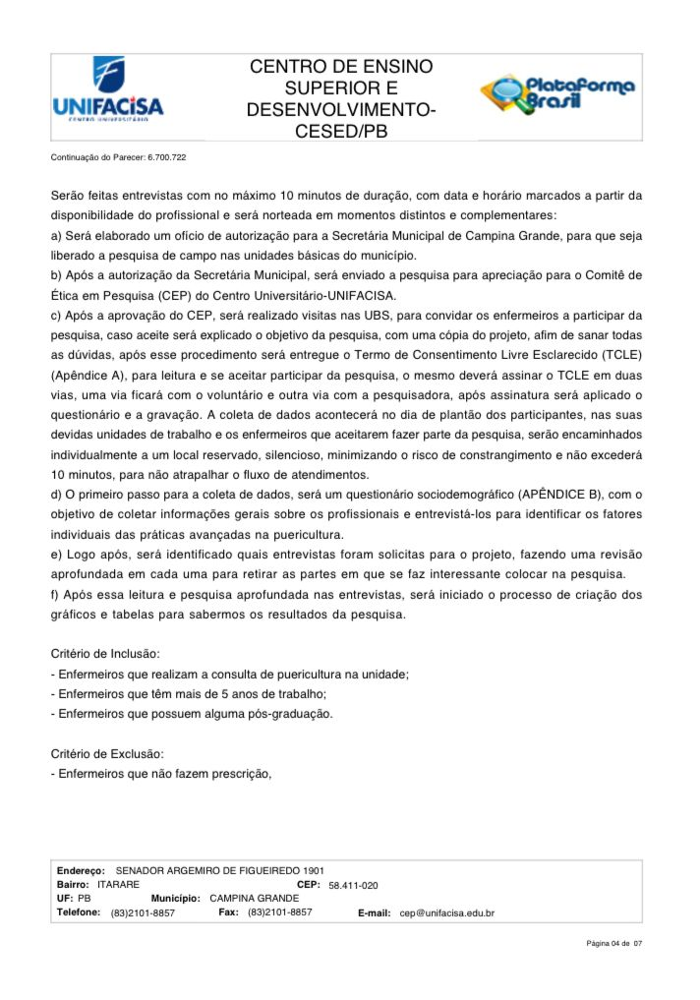 UNIFACISA
CENTRO UNIVERSITÁRIO
CENTRO DE ENSINO
SUPERIOR E
DESENVOLVIMENTO-
CESED/PB
Plataforma
Brasil
Continuação do Parecer: 6.700.722
Serão feitas entrevistas com no máximo 10 minutos de duração, com data e horário marcados a partir da
disponibilidade do profissional e será norteada em momentos distintos e complementares:
a) Será elaborado um ofício de autorização para a Secretária Municipal de Campina Grande, para que seja
liberado a pesquisa de campo nas unidades básicas do município.
b) Após a autorização da Secretária Municipal, será enviado a pesquisa para apreciação para o Comitê de
Ética em Pesquisa (CEP) do Centro Universitário-UNIFACISA.
c) Após a aprovação do CEP, será realizado visitas nas UBS, para convidar os enfermeiros a participar da
pesquisa, caso aceite será explicado o objetivo da pesquisa, com uma cópia do projeto, afim de sanar todas
as dúvidas, após esse procedimento será entregue o Termo de Consentimento Livre Esclarecido (TCLE)
(Apêndice A), para leitura e se aceitar participar da pesquisa, o mesmo deverá assinar o TCLE em duas
vias, uma via ficará com o voluntário e outra via com a pesquisadora, após assinatura será aplicado o
questionário e a gravação. A coleta de dados acontecerá no dia de plantão dos participantes, nas suas
devidas unidades de trabalho e os enfermeiros que aceitarem fazer parte da pesquisa, serão encaminhados
individualmente a um local reservado, silencioso, minimizando o risco de constrangimento e não excederá
10 minutos, para não atrapalhar o fluxo de atendimentos.
d) O primeiro passo para a coleta de dados, será um questionário sociodemográfico (APÊNDICE B), com o
objetivo de coletar informações gerais sobre os profissionais e entrevistá-los para identificar os fatores
individuais das práticas avançadas na puericultura.
e) Logo após, será identificado quais entrevistas foram solicitas para o projeto, fazendo uma revisão
aprofundada em cada uma para retirar as partes em que se faz interessante colocar na pesquisa.
f) Após essa leitura e pesquisa aprofundada nas entrevistas, será iniciado o processo de criação dos
gráficos e tabelas para sabermos os resultados da pesquisa.
Critério de Inclusão:
- Enfermeiros que realizam a consulta de puericultura na unidade;
- Enfermeiros que têm mais de 5 anos de trabalho;
- Enfermeiros que possuem alguma pós-graduação.
Critério de Exclusão:
- Enfermeiros que não fazem prescrição,
Endereço: SENADOR ARGEMIRO DE FIGUEIREDO 1901
Bairro: ITARARE CEP: 58.411-020
UF: PB Município: CAMPINA GRANDE
Telefone: (83)2101-8857 Fax: (83)2101-8857 E-mail: cep@unifacisa.edu.br
Página 04 de 07